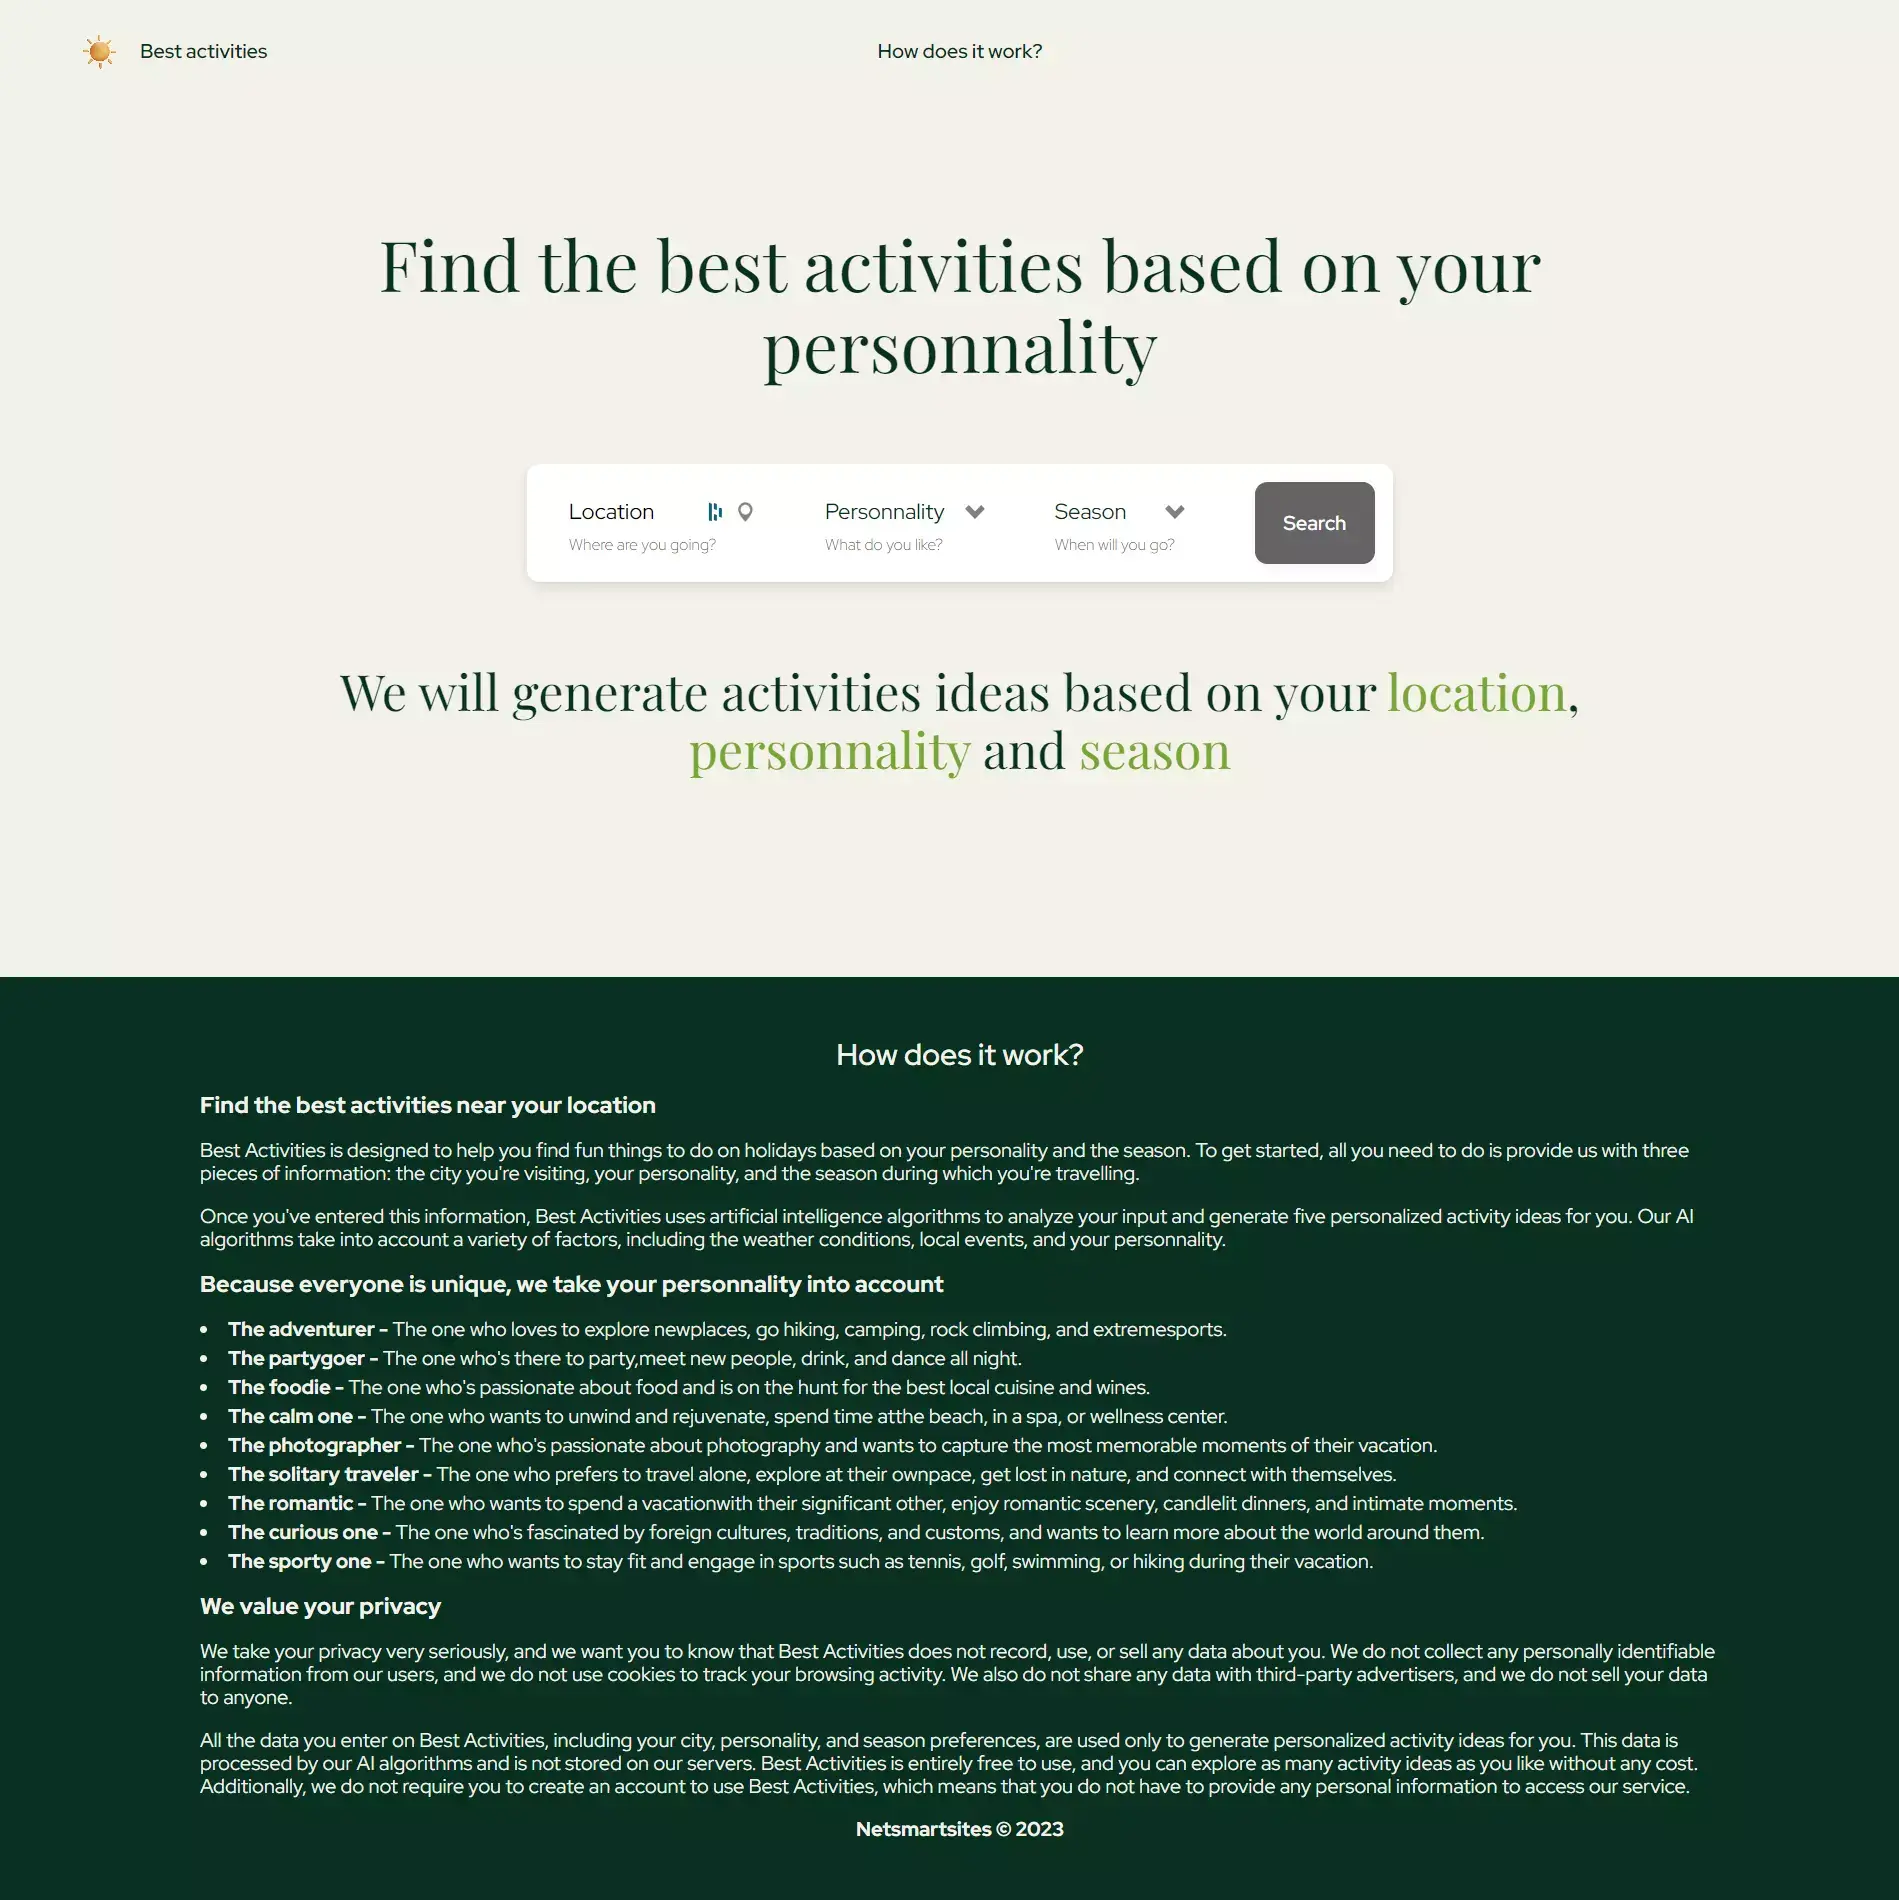 Best activities
How does it work?
Find the best activities based on your
personnality
Location
Where are you going?
Personnality
What do you like?
Season
When will you go?
Search
We will generate activities ideas based on your location,
personnality and season
How does it work?
Find the best activities near your location
Best Activities is designed to help you find fun things to do on holidays based on your personality and the season. To get started, all you need to do is provide us with three
pieces of information: the city you're visiting, your personality, and the season during which you're travelling.
Once you've entered this information, Best Activities uses artificial intelligence algorithms to analyze your input and generate five personalized activity ideas for you. Our AI
algorithms take into account a variety of factors, including the weather conditions, local events, and your personnality.
Because everyone is unique, we take your personnality into account
• The adventurer - The one who loves to explore newplaces, go hiking, camping, rock climbing, and extremesports.
• The partygoer - The one who's there to party,meet new people, drink, and dance all night.
• The foodie - The one who's passionate about food and is on the hunt for the best local cuisine and wines.
• The calm one - The one who wants to unwind and rejuvenate, spend time atthe beach, in a spa, or wellness center.
• The photographer - The one who's passionate about photography and wants to capture the most memorable moments of their vacation.
• The solitary traveler - The one who prefers to travel alone, explore at their ownpace, get lost in nature, and connect with themselves.
• The romantic - The one who wants to spend a vacationwith their significant other, enjoy romantic scenery, candlelit dinners, and intimate moments.
• The curious one - The one who's fascinated by foreign cultures, traditions, and customs, and wants to learn more about the world around them.
• The sporty one - The one who wants to stay fit and engage in sports such as tennis, golf, swimming, or hiking during their vacation.
We value your privacy
We take your privacy very seriously, and we want you to know that Best Activities does not record, use, or sell any data about you. We do not collect any personally identifiable
information from our users, and we do not use cookies to track your browsing activity. We also do not share any data with third-party advertisers, and we do not sell your data
to anyone.
All the data you enter on Best Activities, including your city, personality, and season preferences, are used only to generate personalized activity ideas for you. This data is
processed by our AI algorithms and is not stored on our servers. Best Activities is entirely free to use, and you can explore as many activity ideas as you like without any cost.
Additionally, we do not require you to create an account to use Best Activities, which means that you do not have to provide any personal information to access our service.
Netsmartsites © 2023